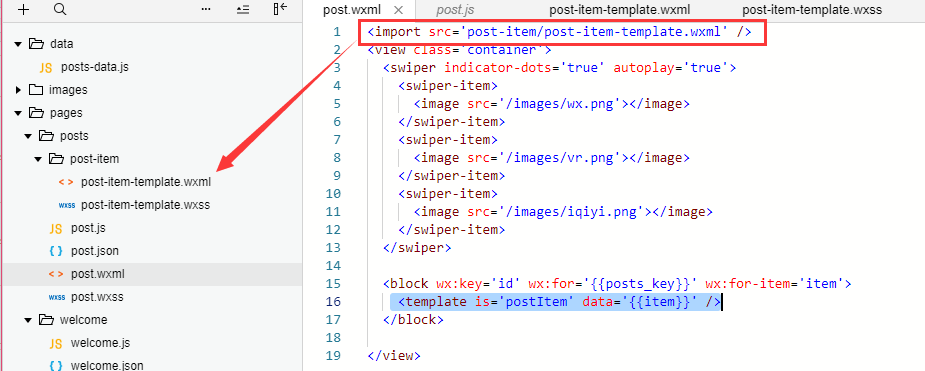 post.wxml
post.js
post-item-template.wxml
post-item-template.wxss
data
JS posts-data.js
images
pages
posts
post-item
< > post-item-template.wxml
wxss post-item-template.wxss
JS post.js
{ } post.json
< > post.wxml
wxss post.wxss
welcome
JS welcome.js
{ } welcome.json
1 <import src='post-item/post-item-template.wxml' />
2 <view class='container'>
3 <swiper indicator-dots='true' autoplay='true'>
4 <swiper-item>
5 <image src='/images/wx.png'></image>
6 </swiper-item>
7 <swiper-item>
8 <image src='/images/vr.png'></image>
9 </swiper-item>
10 <swiper-item>
11 <image src='/images/iqiyi.png'></image>
12 </swiper-item>
13 </swiper>
14
15 <block wx:key='id' wx:for='{{posts_key}}' wx:for-item='item'>
16 <template is='postItem' data='{{item}}' />
17 </block>
18
19 </view>